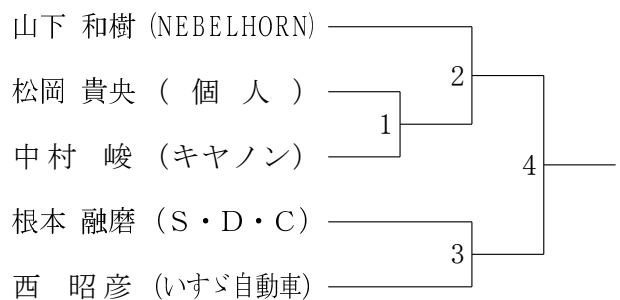 山下 和樹 (NEBELHORN)
2
松岡 貴央 ( 個 人 )
1
中村 峻 (キヤノン)
4
根本 融磨 (S・D・C)
3
西 昭彦 (いすゞ自動車)